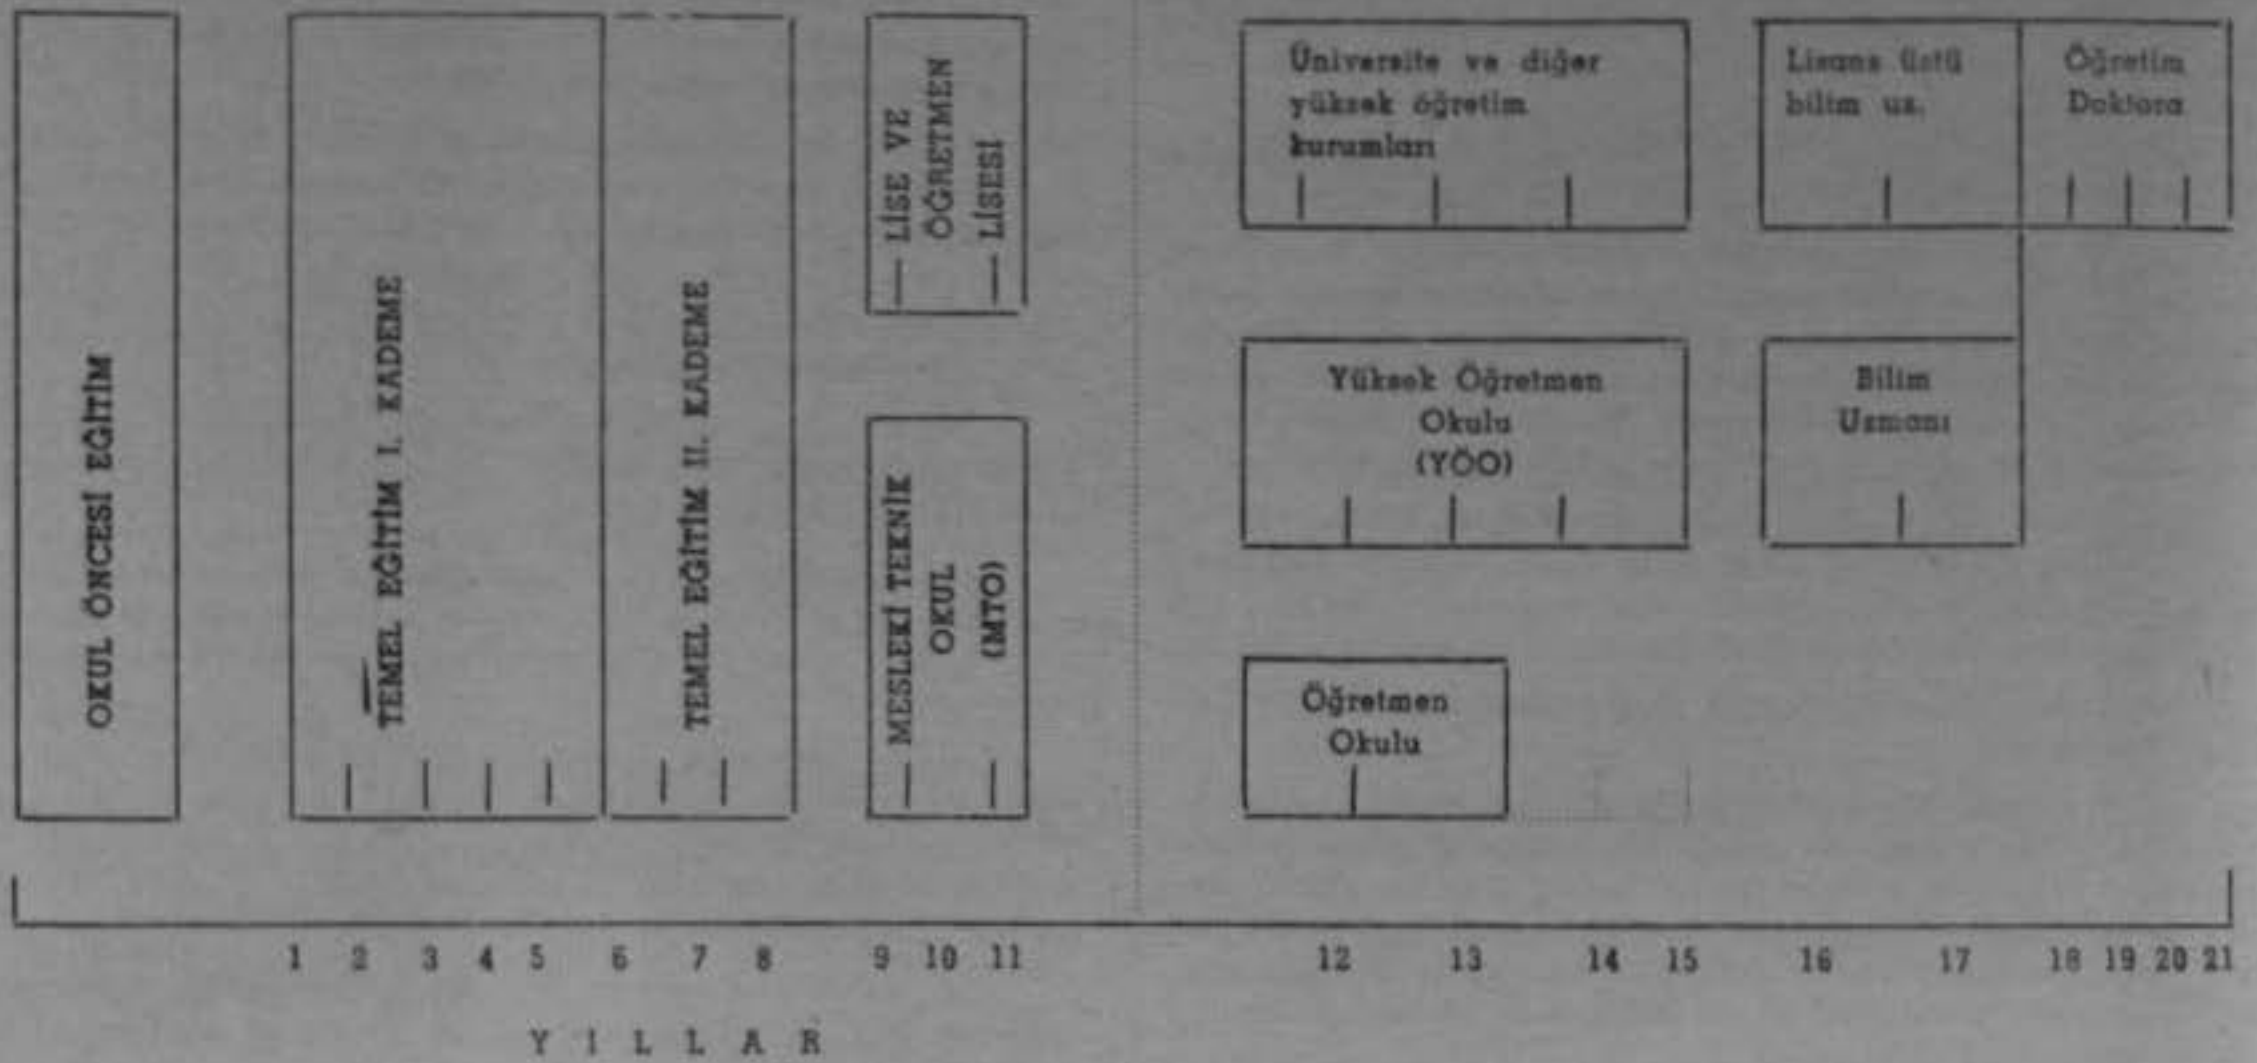 OKUL ÖNCESİ EĞİTİM
TEMEL EĞİTİM I. KADEME
TEMEL EĞİTİM II. KADEME
LİSE VE
ÖĞRETMEN
LİSESİ
MESLEKİ TEKNİK
OKUL
(MTO)
Üniversite ve diğer
yüksek öğretim
kurumları
Lisans üstü
bilim uz.
Öğretim
Doktora
Yüksek Öğretmen
Okulu
(YÖO)
Bilim
Uzmanı
Öğretmen
Okulu
1 2 3 4 5 6 7 8 9 10 11 12 13 14 15 16 17 18 19 20 21
Y I L L A R